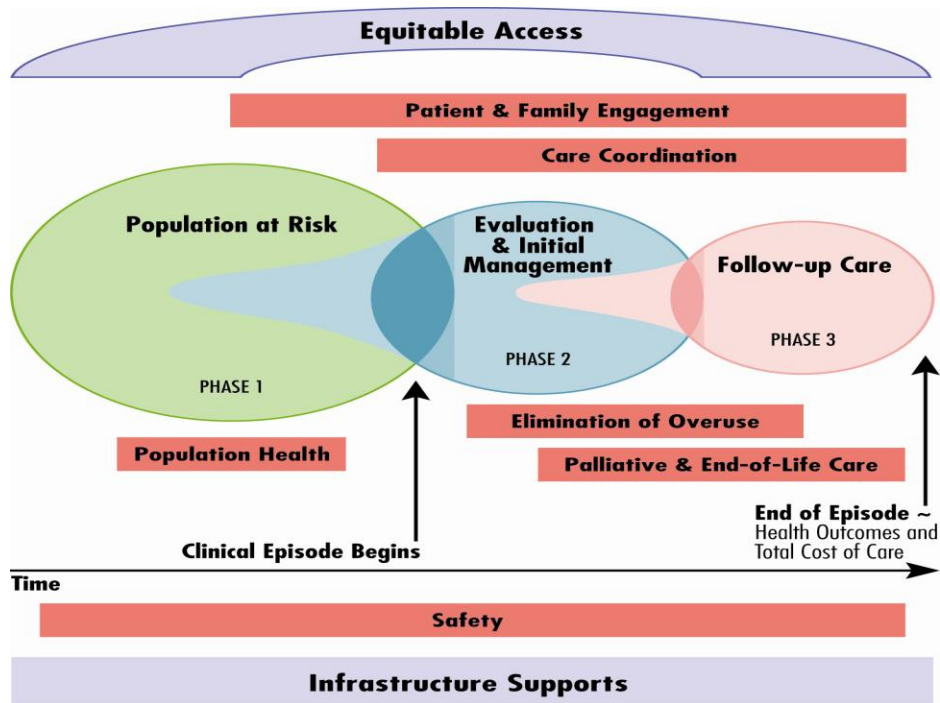 Equitable Access
Patient & Family Engagement
Care Coordination
Population at Risk
Evaluation
& Initial
Management
Follow-up Care
PHASE 1
PHASE 2
PHASE 3
Elimination of Overuse
Population Health
Palliative & End-of-Life Care
Clinical Episode Begins
End of Episode ~
Health Outcomes and
Total Cost of Care
Time
Safety
Infrastructure Supports